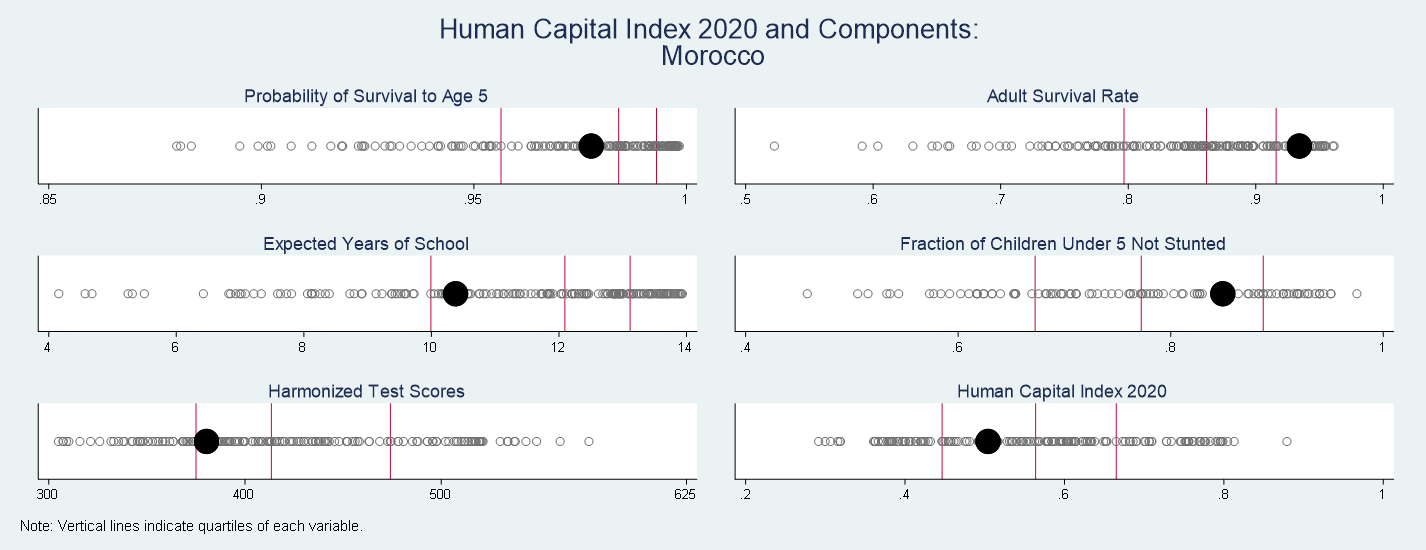 Human Capital Index 2020 and Components:
Morocco
Probability of Survival to Age 5
.85 .9 .95 1
Adult Survival Rate
.5 .6 .7 .8 .9 1
Expected Years of School
4 6 8 10 12 14
Fraction of Children Under 5 Not Stunted
.4 .6 .8 1
Harmonized Test Scores
300 400 500 625
Human Capital Index 2020
.2 .4 .6 .8 1
Note: Vertical lines indicate quartiles of each variable.